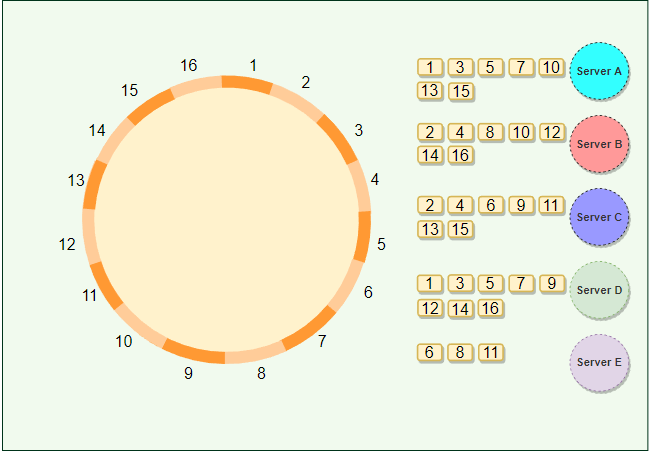 16
1
15
2
14
3
13
4
12
5
11
6
10
7
9
8
1 3 5 7 10
13 15
Server A
2 4 8 10 12
14 16
Server B
2 4 6 9 11
13 15
Server C
1 3 5 7 9
12 14 16
Server D
6 8 11
Server E